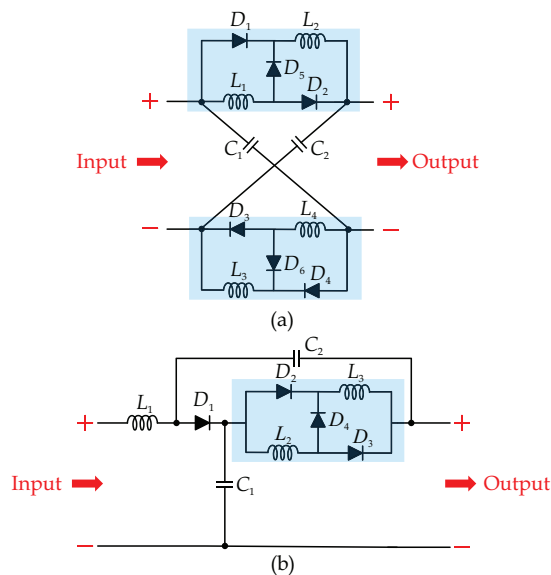 D1 L2
D5
L1 D2
+ +
C1 C2
Input Output
− −
D3 L4
D6
L3 D4
(a)
C2
D2 L3
L1 D1
+ +
D4
L2 D3
C1
Input Output
− −
(b)